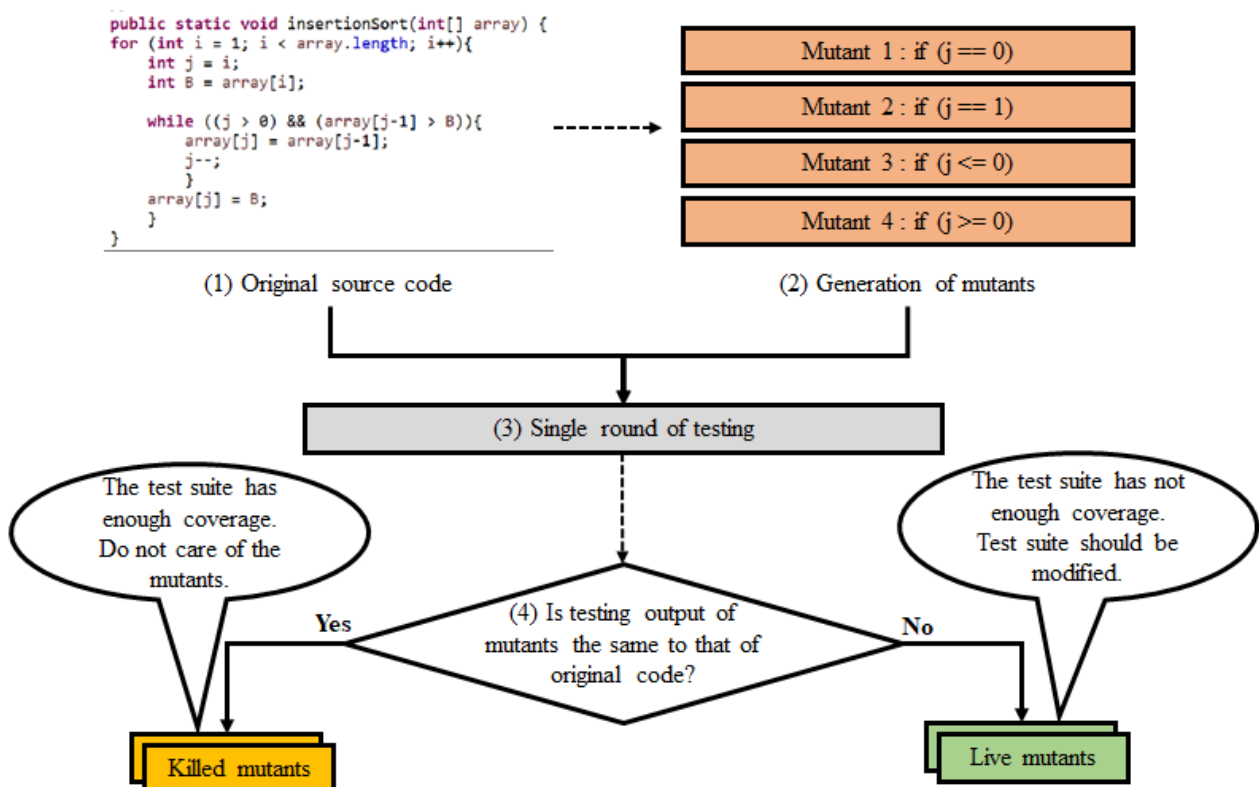 public static void insertionSort(int[] array) {
for (int i = 1; i < array.length; i++){
int j = i;
int B = array[i];
while ((j > 0) && (array[j-1] > B)){
array[j] = array[j-1];
j--;
}
array[j] = B;
}
}
Mutant 1 : if (j == 0)
Mutant 2 : if (j == 1)
Mutant 3 : if (j <= 0)
Mutant 4 : if (j >= 0)
(1) Original source code
(2) Generation of mutants
(3) Single round of testing
The test suite has
enough coverage.
Do not care of the
mutants.
The test suite has not
enough coverage.
Test suite should be
modified.
(4) Is testing output of
mutants the same to that of
original code?
Yes
No
Killed mutants
Live mutants